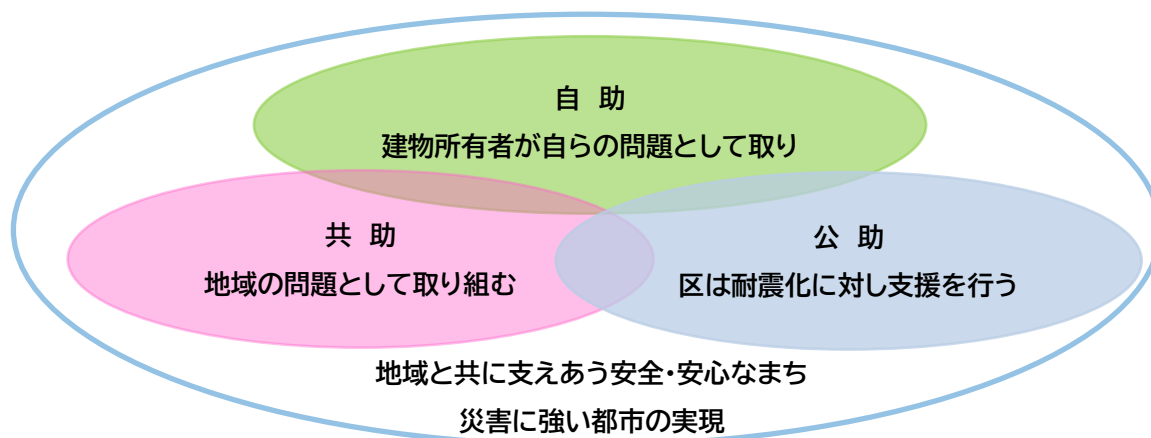 自 助
建物所有者が自らの問題として取り
共 助
地域の問題として取り組む
公 助
区は耐震化に対し支援を行う
地域と共に支えあう安全・安心なまち
災害に強い都市の実現